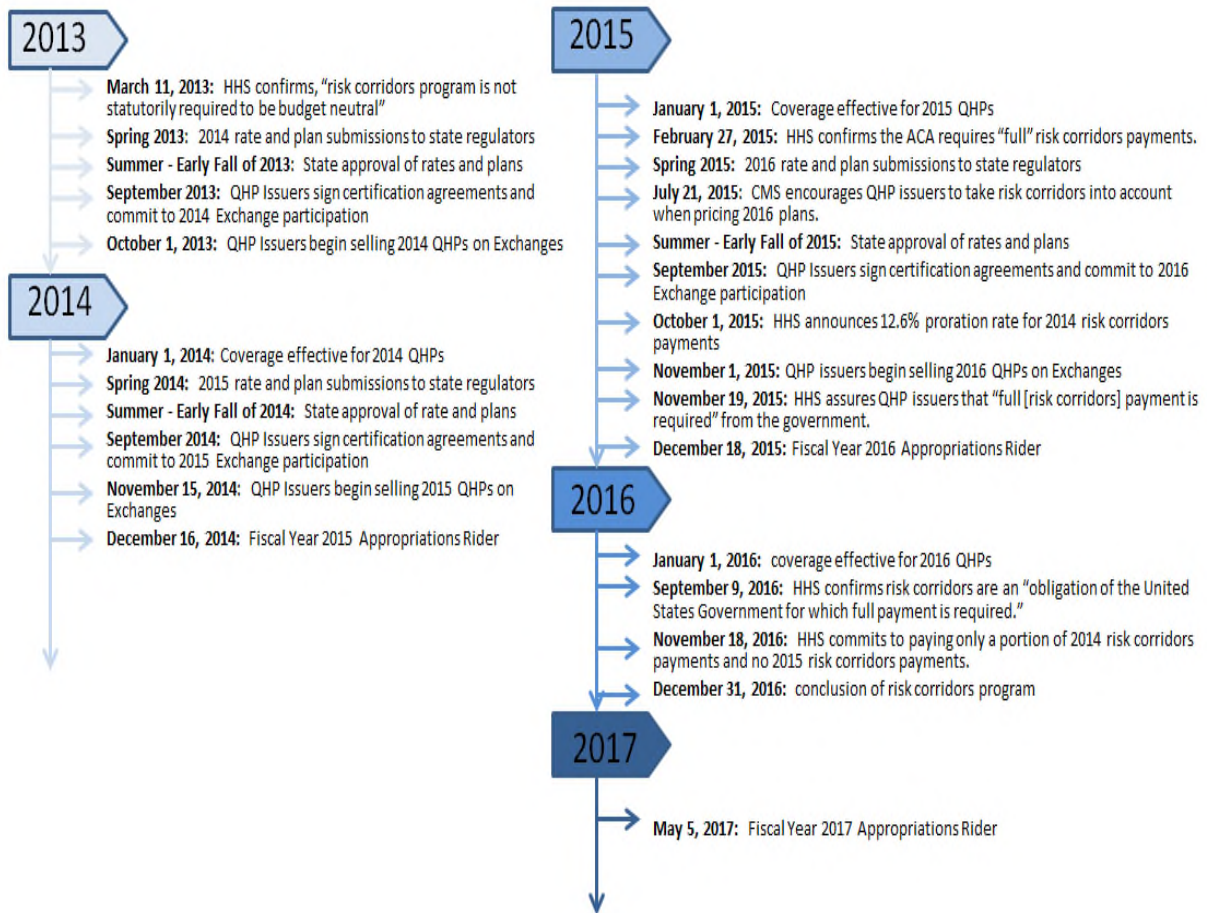 2013
March 11, 2013: HHS confirms, “risk corridors program is not
statutorily required to be budget neutral”
Spring 2013: 2014 rate and plan submissions to state regulators
Summer - Early Fall of 2013: State approval of rates and plans
September 2013: QHP Issuers sign certification agreements and
commit to 2014 Exchange participation
October 1, 2013: QHP Issuers begin selling 2014 QHPs on Exchanges
2014
January 1, 2014: Coverage effective for 2014 QHPs
Spring 2014: 2015 rate and plan submissions to state regulators
Summer - Early Fall of 2014: State approval of rate and plans
September 2014: QHP Issuers sign certification agreements and
commit to 2015 Exchange participation
November 15, 2014: QHP Issuers begin selling 2015 QHPs on
Exchanges
December 16, 2014: Fiscal Year 2015 Appropriations Rider
2015
January 1, 2015: Coverage effective for 2015 QHPs
February 27, 2015: HHS confirms the ACA requires “full” risk corridors payments.
Spring 2015: 2016 rate and plan submissions to state regulators
July 21, 2015: CMS encourages QHP issuers to take risk corridors into account
when pricing 2016 plans.
Summer - Early Fall of 2015: State approval of rates and plans
September 2015: QHP Issuers sign certification agreements and commit to 2016
Exchange participation
October 1, 2015: HHS announces 12.6% proration rate for 2014 risk corridors
payments
November 1, 2015: QHP issuers begin selling 2016 QHPs on Exchanges
November 19, 2015: HHS assures QHP issuers that “full [risk corridors] payment is
required” from the government.
December 18, 2015: Fiscal Year 2016 Appropriations Rider
2016
January 1, 2016: coverage effective for 2016 QHPs
September 9, 2016: HHS confirms risk corridors are an “obligation of the United
States Government for which full payment is required.”
November 18, 2016: HHS commits to paying only a portion of 2014 risk corridors
payments and no 2015 risk corridors payments.
December 31, 2016: conclusion of risk corridors program
2017
May 5, 2017: Fiscal Year 2017 Appropriations Rider